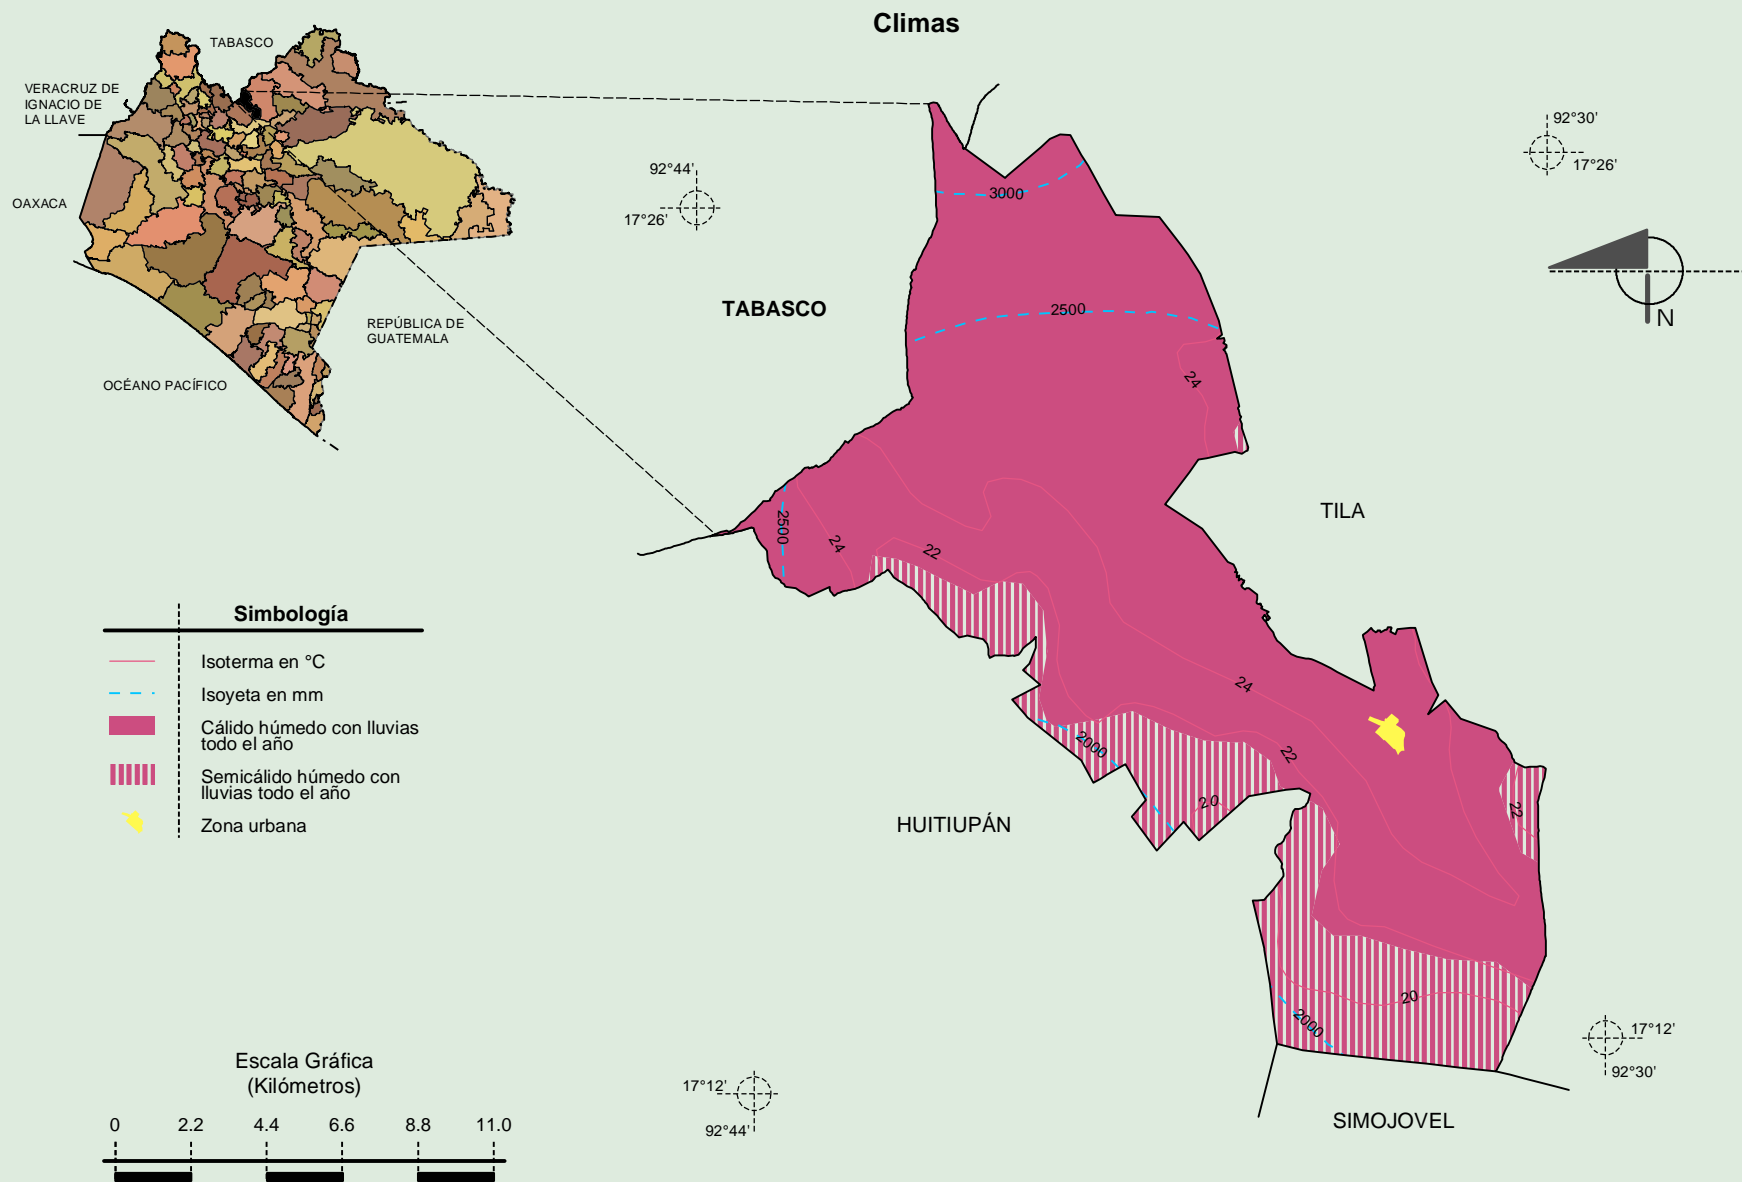 Climas
TABASCO
VERACRUZ DE
IGNACIO DE
LA LLAVE
OAXACA
REPÚBLICA DE
GUATEMALA
OCÉANO PACÍFICO
92°44'
17°26'
92°30'
17°26'
N
TABASCO
3000
2500
24
2500
24
22
TILA
24
22
2000
20
22
HUITIUPÁN
20
2000
Simbología
Isoterma en °C
Isoyeta en mm
Cálido húmedo con lluvias
todo el año
Semicálido húmedo con
lluvias todo el año
Zona urbana
17°12'
92°30'
17°12'
92°44'
SIMOJOVEL
Escala Gráfica
(Kilómetros)
0 2.2 4.4 6.6 8.8 11.0